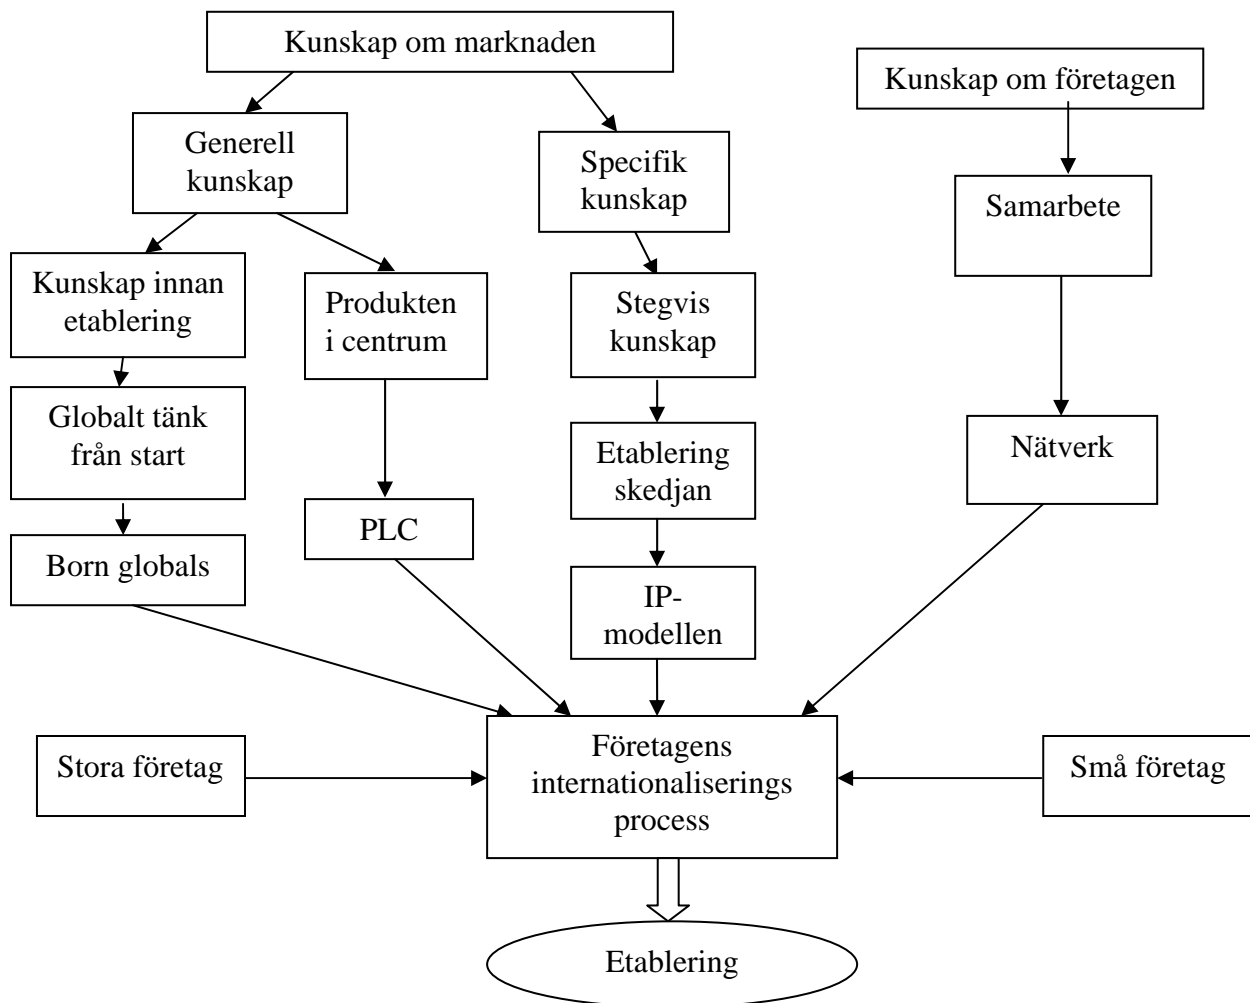 Kunskap om marknaden
Kunskap om företagen
Generell
kunskap
Specifik
kunskap
Samarbete
Kunskap innan
etablering
Produkten
i centrum
Stegvis
kunskap
Globalt tänk
från start
Etablering
skedjan
Nätverk
PLC
Born globals
IP-
modellen
Stora företag
Företagens
internationaliserings
process
Små företag
Etablering